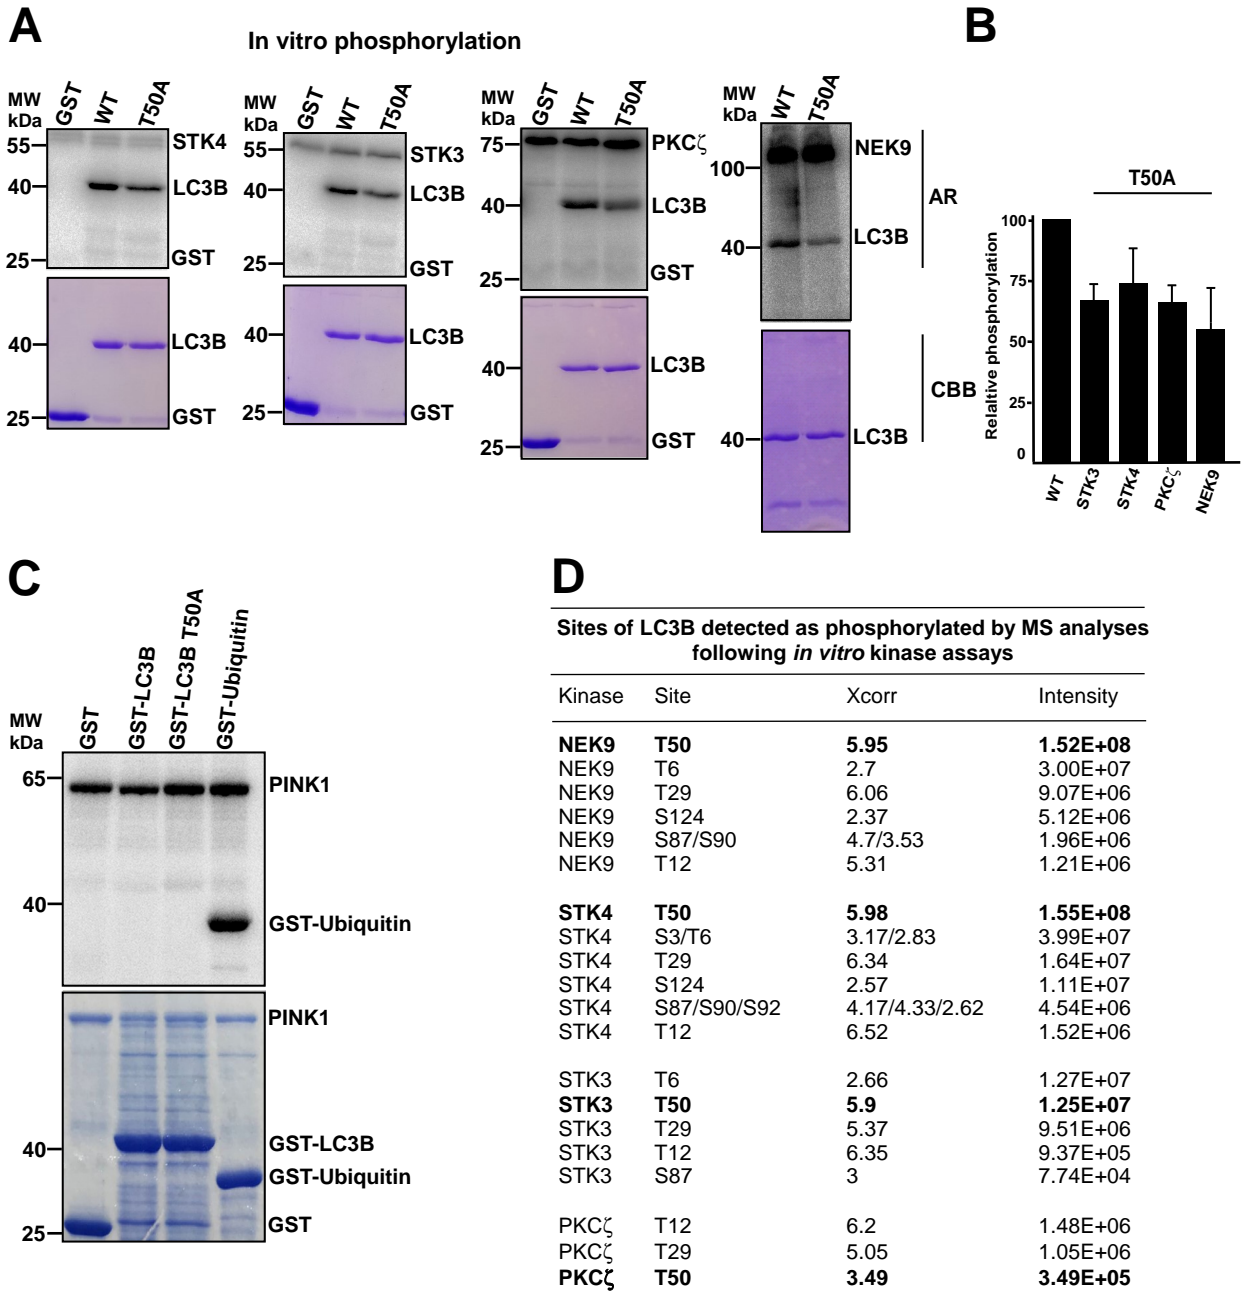 A
In vitro phosphorylation
MW
kDa
GST
WT
T50A
55
STK4
40
LC3B
25
GST
40
LC3B
25
GST
MW
kDa
GST
WT
T50A
55
STK3
40
LC3B
25
GST
40
LC3B
25
GST
MW
kDa
GST
WT
T50A
75
PKCζ
40
LC3B
25
GST
40
LC3B
25
GST
MW
kDa
WT
T50A
NEK9
100
AR
40
LC3B
CBB
40
LC3B
B
T50A
Relaltive phosphorylation
100
75
50
25
0
WT
STK3
STK4
PKCζ
NEK9
C
MW
kDa
GST
GST-LC3B
GST-LC3B T50A
GST-Ubiquitin
65
PINK1
40
GST-Ubiquitin
PINK1
40
GST-LC3B
GST-Ubiquitin
25
GST
D
Sites of LC3B detected as phosphorylated by MS analyses
following in vitro kinase assays
Kinase Site Xcorr Intensity
NEK9 T50 5.95 1.52E+08
NEK9 T6 2.7 3.00E+07
NEK9 T29 6.06 9.07E+06
NEK9 S124 2.37 5.12E+06
NEK9 S87/S90 4.7/3.53 1.96E+06
NEK9 T12 5.31 1.21E+06
STK4 T50 5.98 1.55E+08
STK4 S3/T6 3.17/2.83 3.99E+07
STK4 T29 6.34 1.64E+07
STK4 S124 2.57 1.11E+07
STK4 S87/S90/S92 4.17/4.33/2.62 4.54E+06
STK4 T12 6.52 1.52E+06
STK3 T6 2.66 1.27E+07
STK3 T50 5.9 1.25E+07
STK3 T29 5.37 9.51E+06
STK3 T12 6.35 9.37E+05
STK3 S87 3 7.74E+04
PKCζ T12 6.2 1.48E+06
PKCζ T29 5.05 1.05E+06
PKCζ T50 3.49 3.49E+05